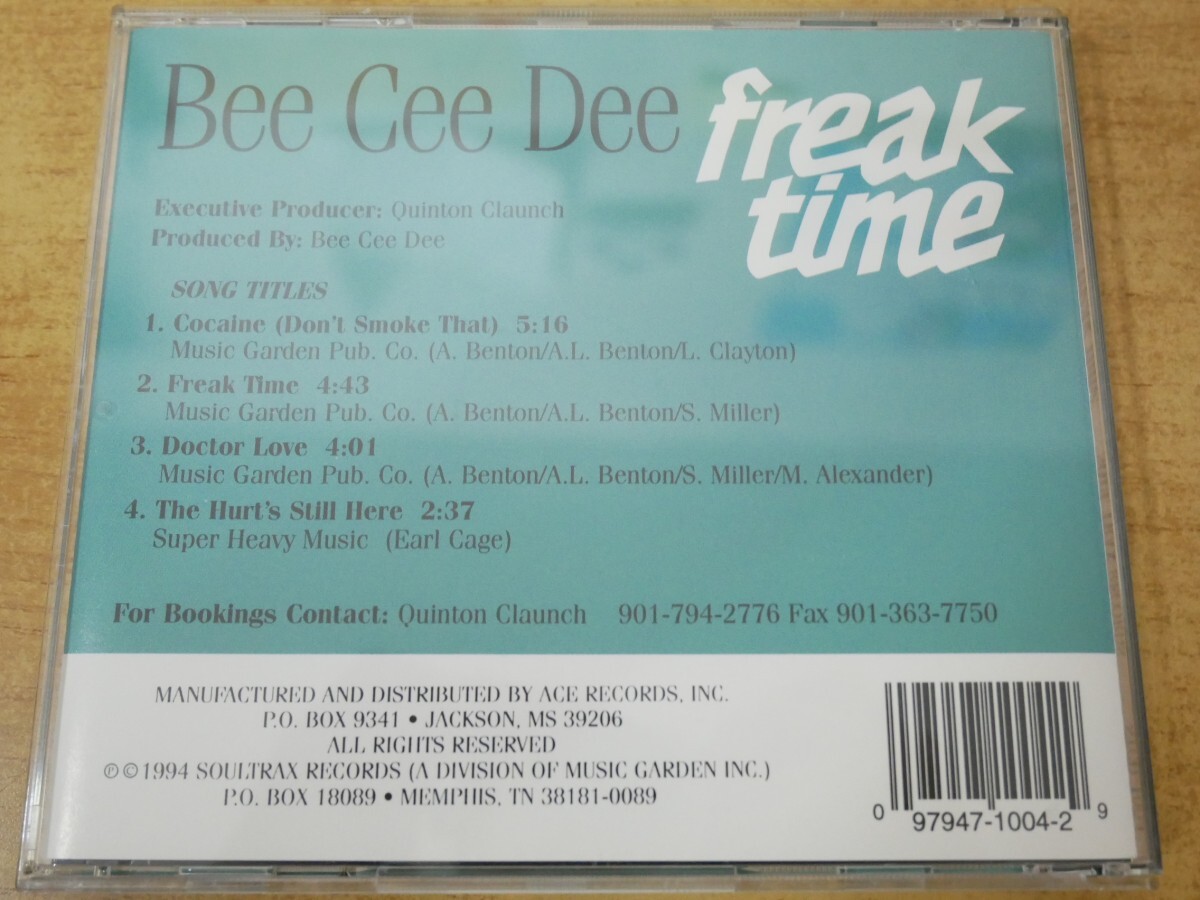 Bee Cee Dee
freak
time
Executive Producer: Quinton Claunch
Produced By: Bee Cee Dee
SONG TITLES
1. Cocaine (Don't Smoke That) 5:16
Music Garden Pub. Co. (A. Benton/A.L. Benton/L. Clayton)
2. Freak Time 4:43
Music Garden Pub. Co. (A. Benton/A.L. Benton/S. Miller)
3. Doctor Love 4:01
Music Garden Pub. Co. (A. Benton/A.L. Benton/S. Miller/M. Alexander)
4. The Hurt's Still Here 2:37
Super Heavy Music (Earl Cage)
For Bookings Contact: Quinton Claunch 901-794-2776 Fax 901-363-7750
MANUFACTURED AND DISTRIBUTED BY ACE RECORDS, INC.
P.O. BOX 9341 • JACKSON, MS 39206
ALL RIGHTS RESERVED
℗ © 1994 SOULTRAX RECORDS (A DIVISION OF MUSIC GARDEN INC.)
P.O. BOX 18089 • MEMPHIS, TN 38181-0089
0 97947-1004-2 9